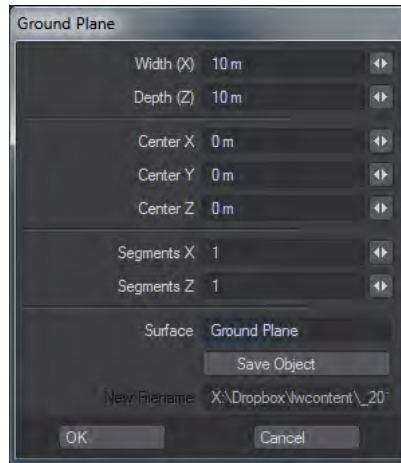 Ground Plane
Width (X) 10 m
Depth (Z) 10 m
Center X 0 m
Center Y 0 m
Center Z 0 m
Segments X 1
Segments Z 1
Surface Ground Plane
Save Object
New Filename X:\Dropbox\lwcontent\_20
OK Cancel